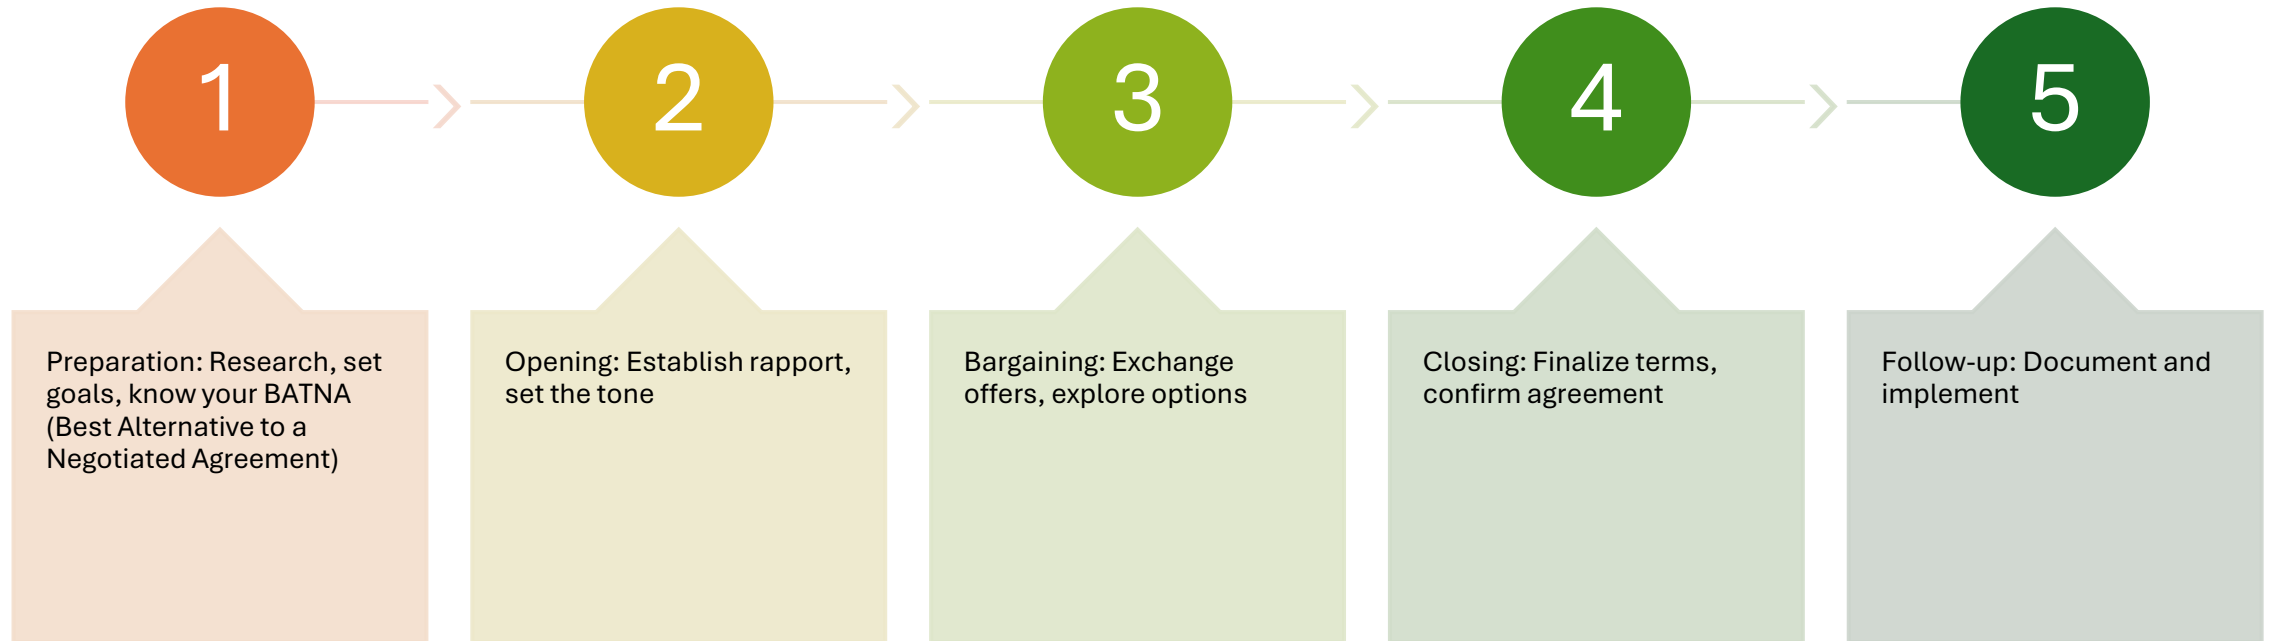 1
2
3
4
5
Preparation: Research, set
goals, know your BATNA
(Best Alternative to a
Negotiated Agreement)
Opening: Establish rapport,
set the tone
Bargaining: Exchange
offers, explore options
Closing: Finalize terms,
confirm agreement
Follow-up: Document and
implement